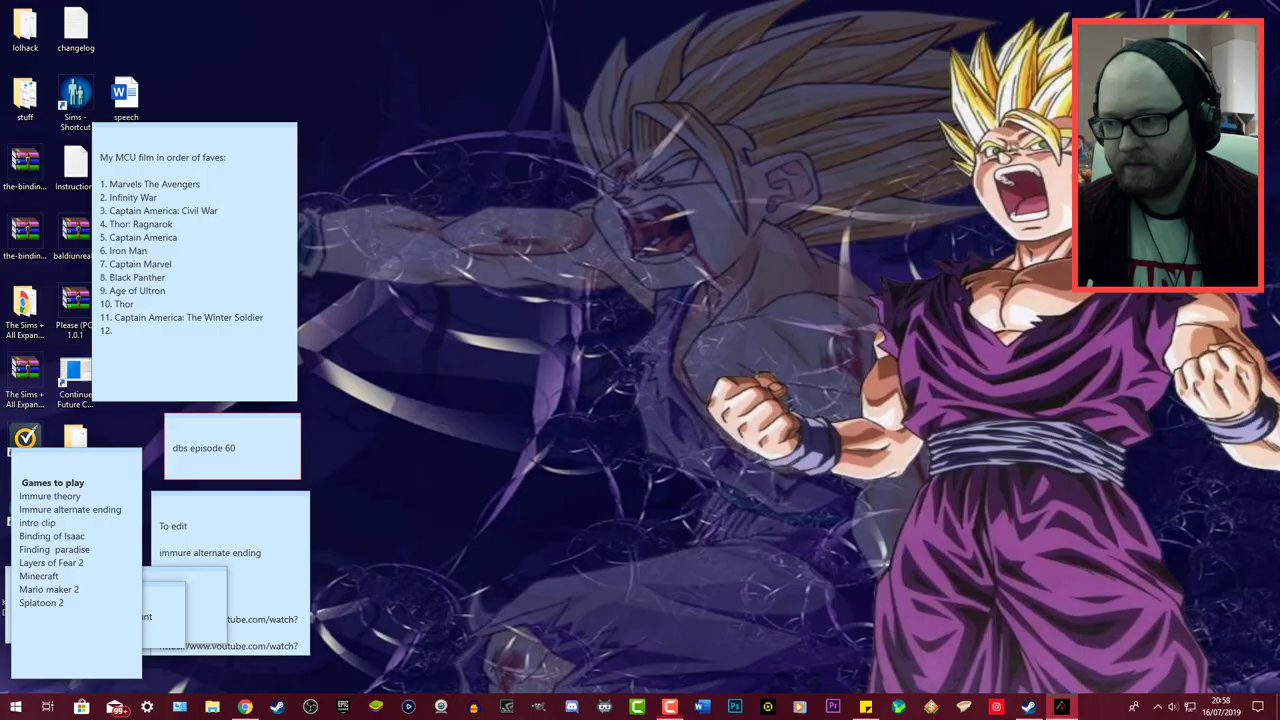 lolhack
changelog
stuff
Sims -
Shortcut
speech
the-bindin...
Instruction
the-bindin...
baldiunrea
The Sims +
All Expan...
Please (PC
1.0.1
The Sims +
All Expan...
Continue
Future C...
My MCU film in order of faves:
1. Marvels The Avengers
2. Infinity War
3. Captain America: Civil War
4. Thor: Ragnarok
5. Captain America
6. Iron Man
7. Captain Marvel
8. Black Panther
9. Age of Ultron
10. Thor
11. Captain America: The Winter Soldier
12.
dbs episode 60
Games to play
Immure theory
Immure alternate ending
intro clip
Binding of Isaac
Finding paradise
Layers of Fear 2
Minecraft
Mario maker 2
Splatoon 2
To edit
immure alternate ending
tube.com/watch?
www.youtube.com/watch?
nt
99+
EPIC
20:58
16/07/2019